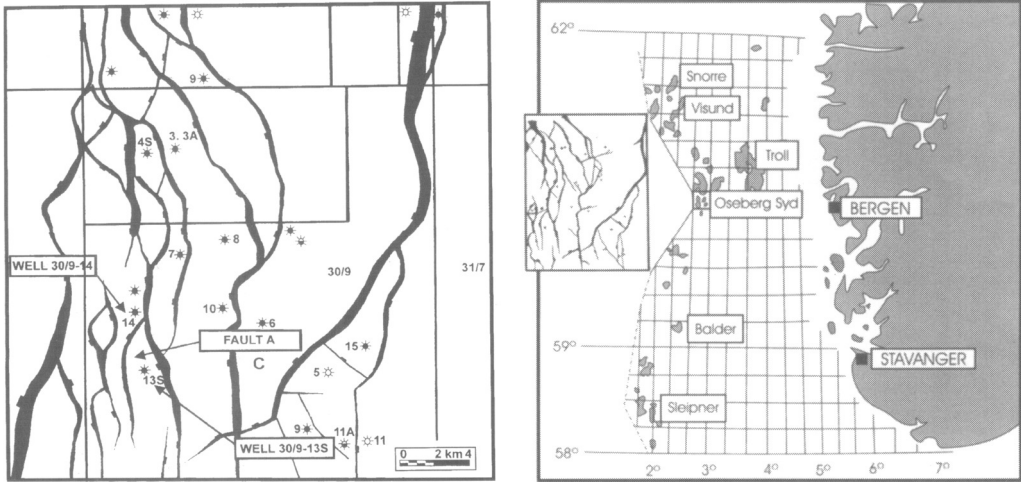 9
3. 3A
4S
7
8
30/9
31/7
WELL 30/9-14
14
10
6
FAULT A
C
15
5
13S
9
11A
11
WELL 30/9-13S
0 2 km 4
62°
Snorre
Visund
Troll
Oseberg Syd
BERGEN
Balder
59°
STAVANGER
Sleipner
58°
2° 3° 4° 5° 6° 7°